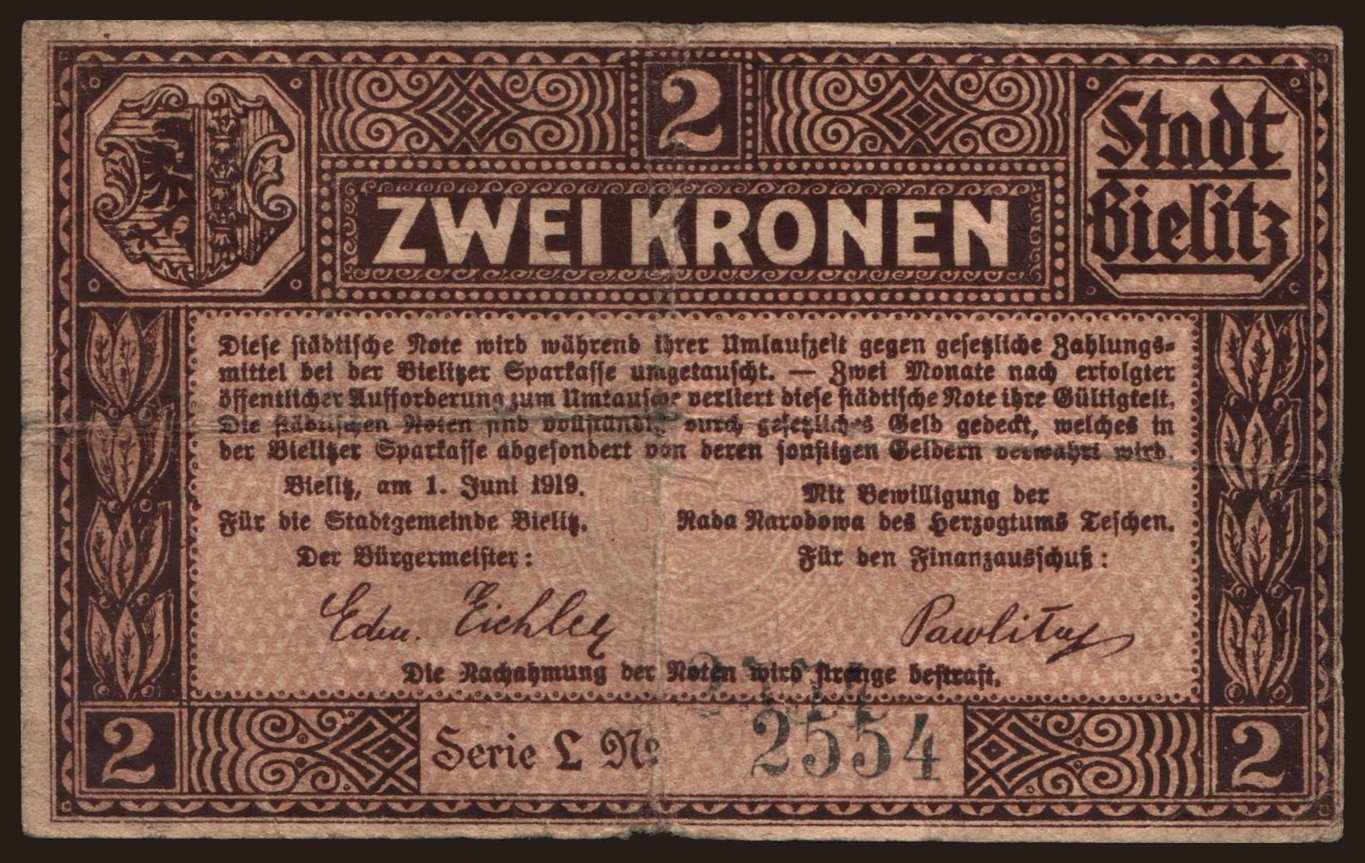 2
Stadt
Bielitz
ZWEI KRONEN
Diese städtische Note wird während ihrer Umlaufzeit gegen gesetzliche Zahlungs-
mittel bei der Bielitzer Sparkasse umgetauscht. — Zwei Monate nach erfolgter
öffentlicher Aufforderung zum Umtausche verliert diese städtische Note ihre Gültigkeit.
Die städtischen Noten sind vollständig durch gesetzliches Geld gedeckt, welches in
der Bielitzer Sparkasse abgesondert von deren sonstigen Geldern verwahrt wird.
Bielitz, am 1. Juni 1919.
Für die Stadtgemeinde Bielitz.
Der Bürgermeister:
Edm. Eichler
Mit Bewilligung der
Rada Narodowa des Herzogtums Teschen.
Für den Finanzausschuß:
Die Nachahmung der Noten wird strenge bestraft.
2
Serie L No
2554
2